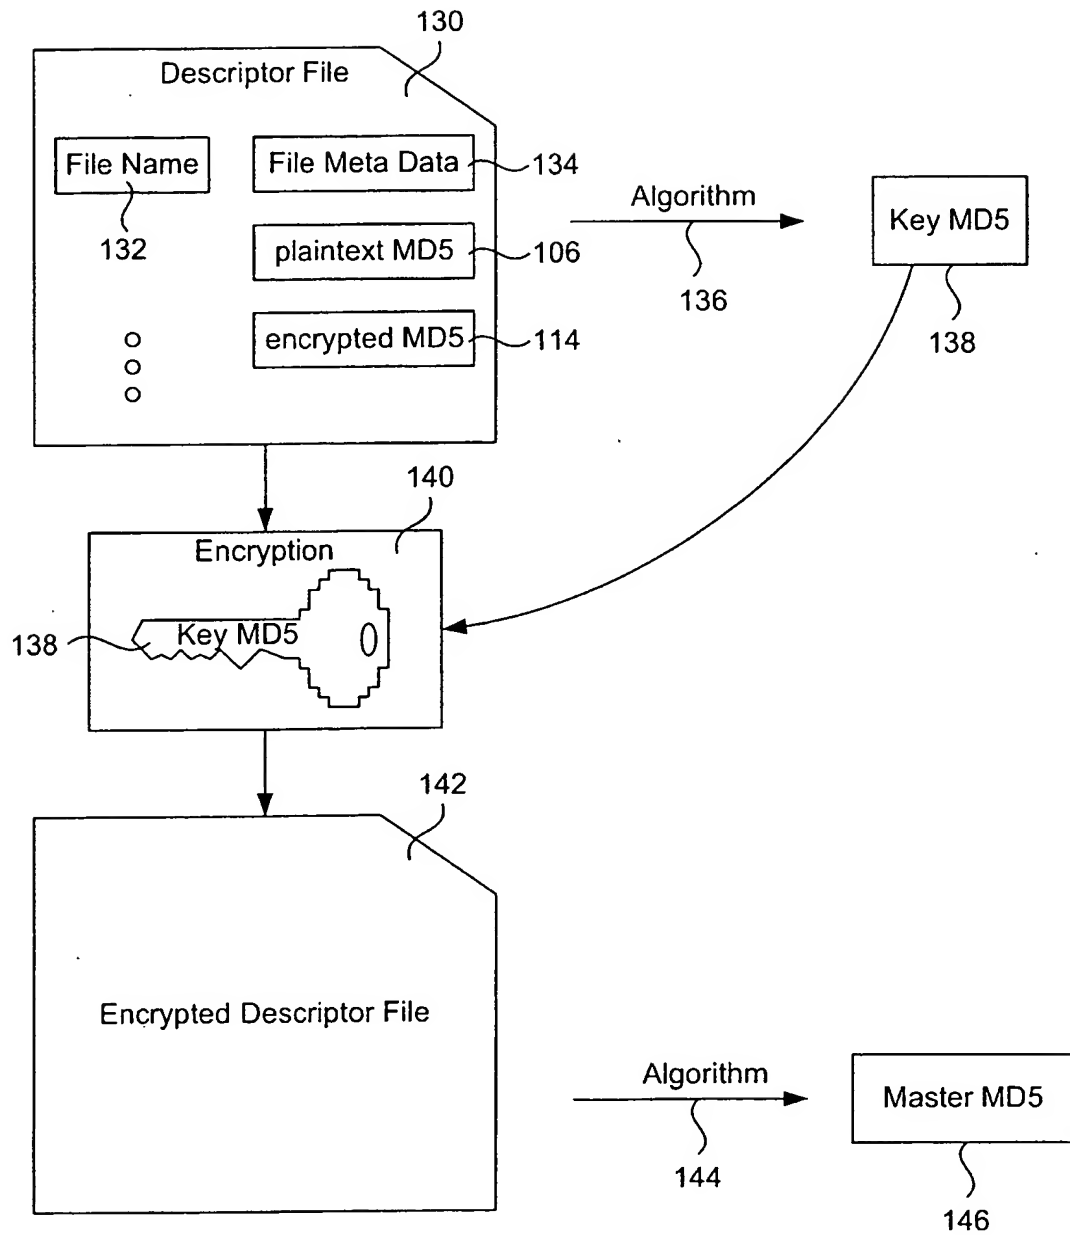 130
Descriptor File
File Name
File Meta Data
134
132
plaintext MD5
106
encrypted MD5
114
Algorithm
136
Key MD5
138
140
Encryption
138
Key MD5
142
Encrypted Descriptor File
Algorithm
144
Master MD5
146